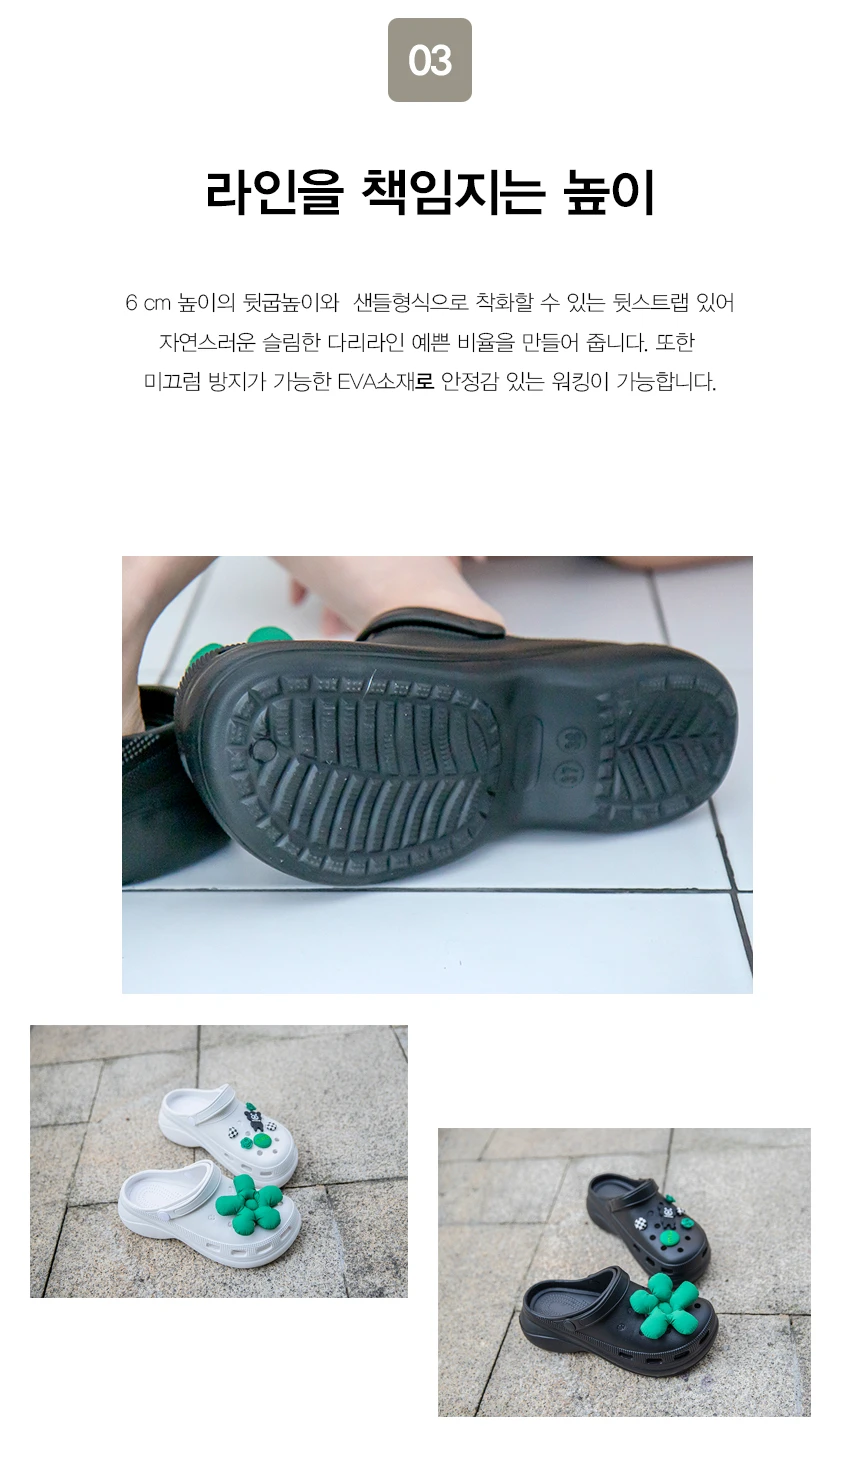 03
라인을 책임지는 높이
6 cm 높이의 뒷굽높이와 샌들형식으로 착화할 수 있는 뒷스트랩 있어
자연스러운 슬림한 다리라인 예쁜 비율을 만들어 줍니다. 또한
미끄럼 방지가 가능한 EVA소재로 안정감 있는 워킹이 가능합니다.